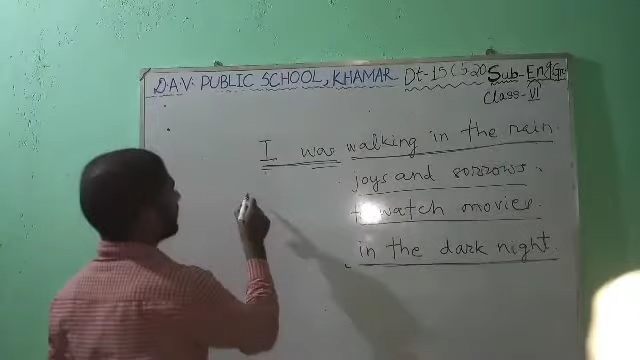 D.A.V. PUBLIC SCHOOL, KHAMAR
Sub-Eng
Class-VI
I was walking in the rain.
joys and sorrows.
watch movies.
in the dark night.